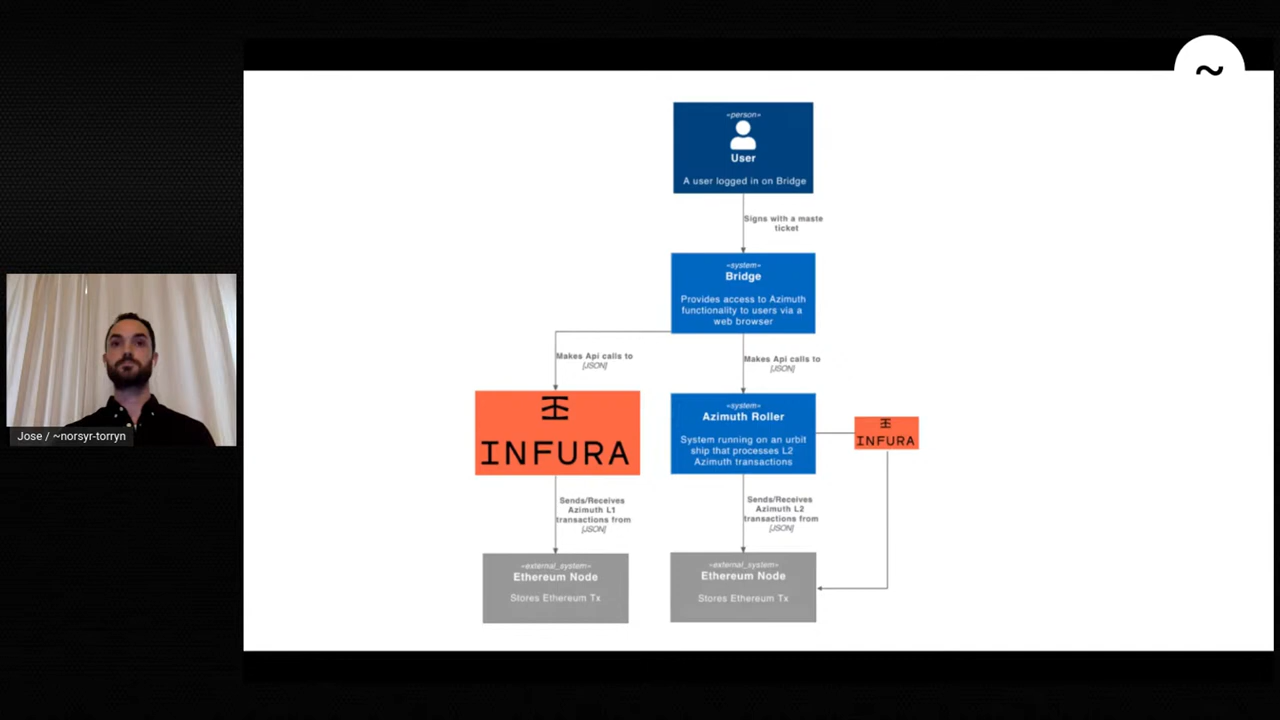 ~
«person»
User
A user logged in on Bridge
Signs with a maste
ticket
«system»
Bridge
Provides access to Azimuth
functionality to users via a
web browser
Makes Api calls to
[JSON]
Makes Api calls to
[JSON]
INFURA
«system»
Azimuth Roller
System running on an urbit
ship that processes L2
Azimuth transactions
INFURA
Jose / ~norsyr-torryn
Sends/Receives
Azimuth L1
transactions from
[JSON]
Sends/Receives
Azimuth L2
transactions from
[JSON]
«external_system»
Ethereum Node
Stores Ethereum Tx
«external_system»
Ethereum Node
Stores Ethereum Tx